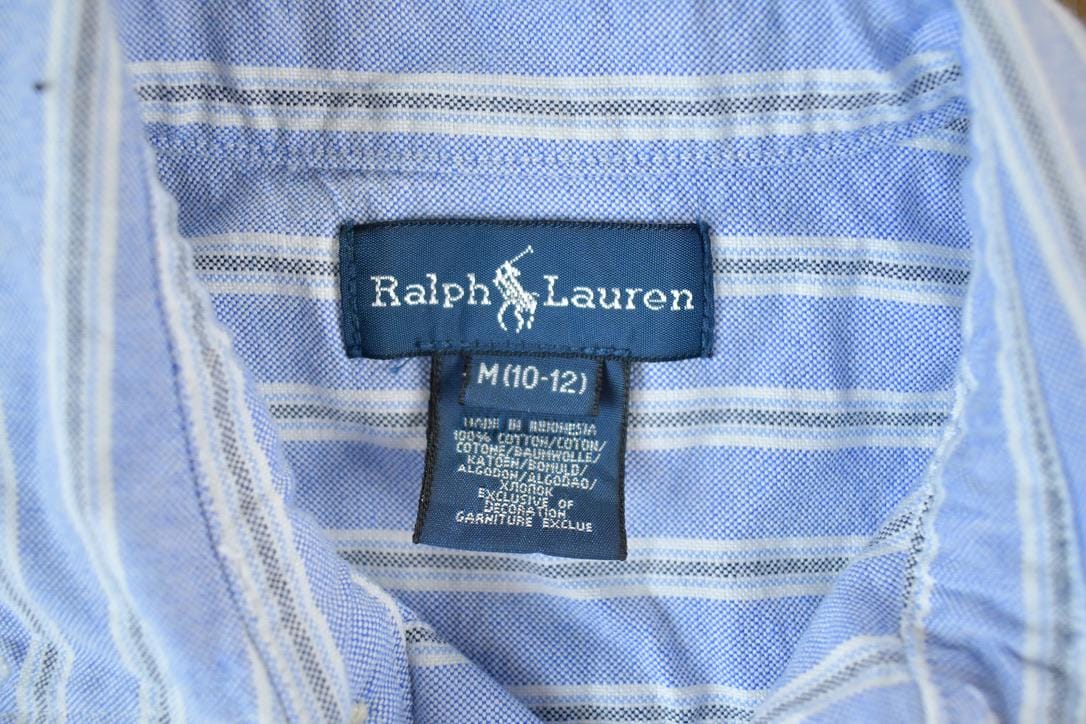 Ralph Lauren
M (10-12)
MADE IN INDONESIA
100% COTTON/COTON/
COTONE/BAUMWOLLE/
KATOEN/BOMULD/
ALGODON/ALGODAO/
ХЛОПОК
EXCLUSIVE OF
DECORATION
GARNITURE EXCLUE